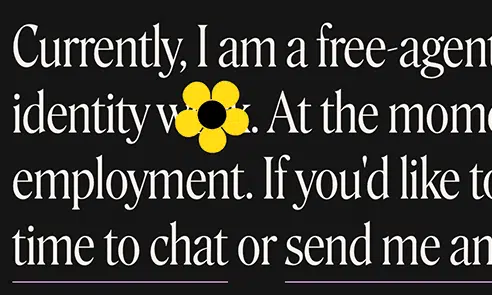 Currently, I am a free-agent
identity w k. At the mome
employment. If you'd like to
time to chat or send me an